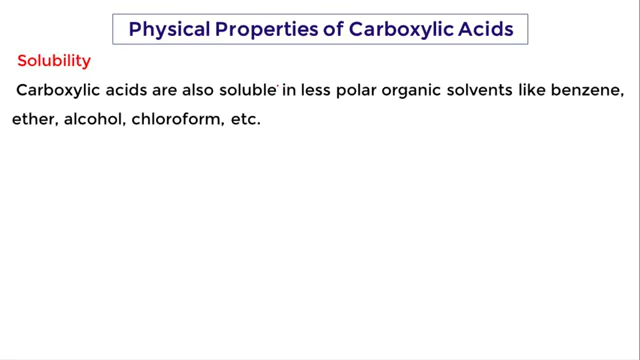 Physical Properties of Carboxylic Acids
Solubility
Carboxylic acids are also soluble in less polar organic solvents like benzene,
ether, alcohol, chloroform, etc.